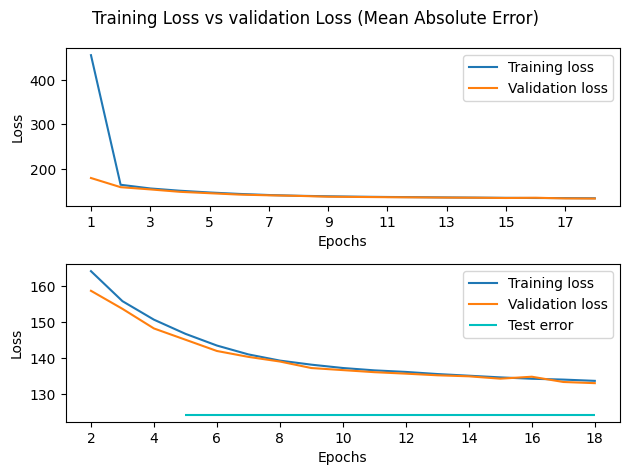 Training Loss vs validation Loss (Mean Absolute Error)
400
300
200
Loss
Training loss
Validation loss
1 3 5 7 9 11 13 15 17
Epochs
160
150
140
130
Loss
Training loss
Validation loss
Test error
2 4 6 8 10 12 14 16 18
Epochs